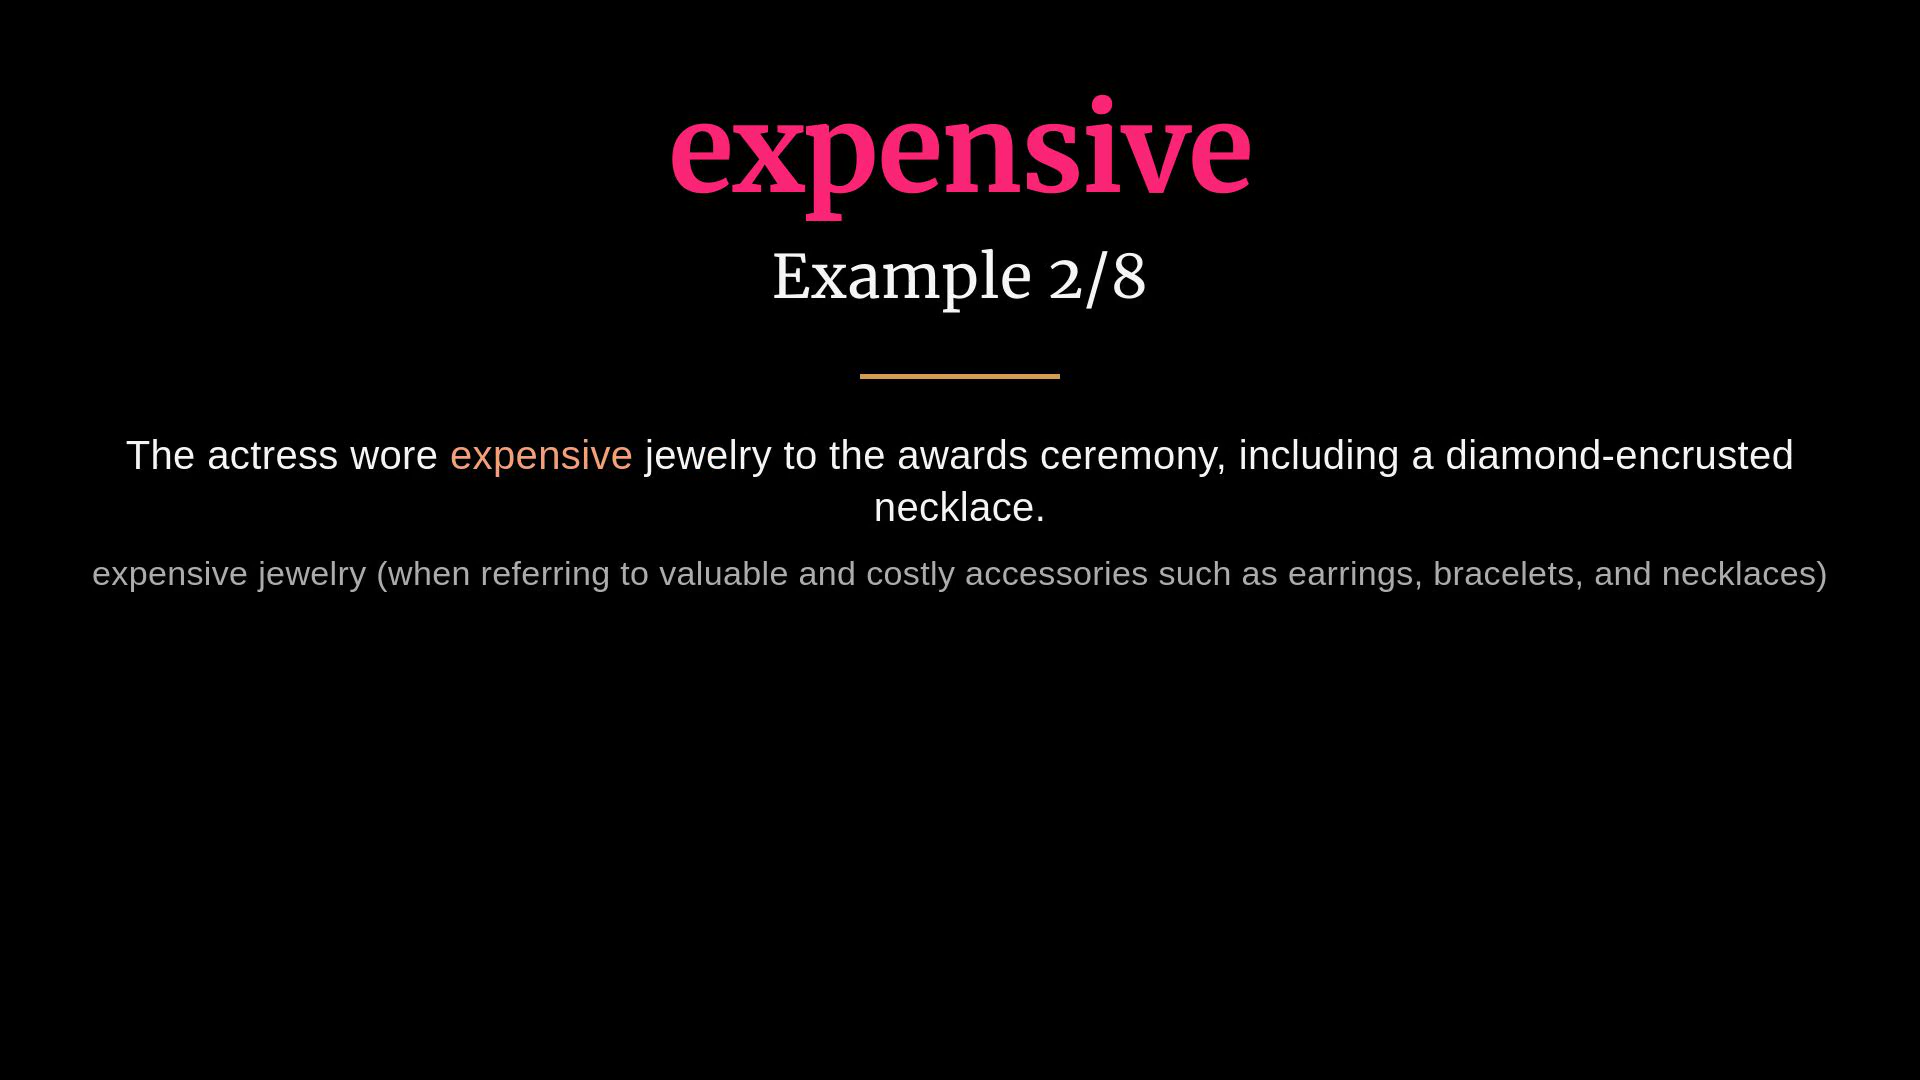 expensive
Example 2/8
The actress wore expensive jewelry to the awards ceremony, including a diamond-encrusted
necklace.
expensive jewelry (when referring to valuable and costly accessories such as earrings, bracelets, and necklaces)